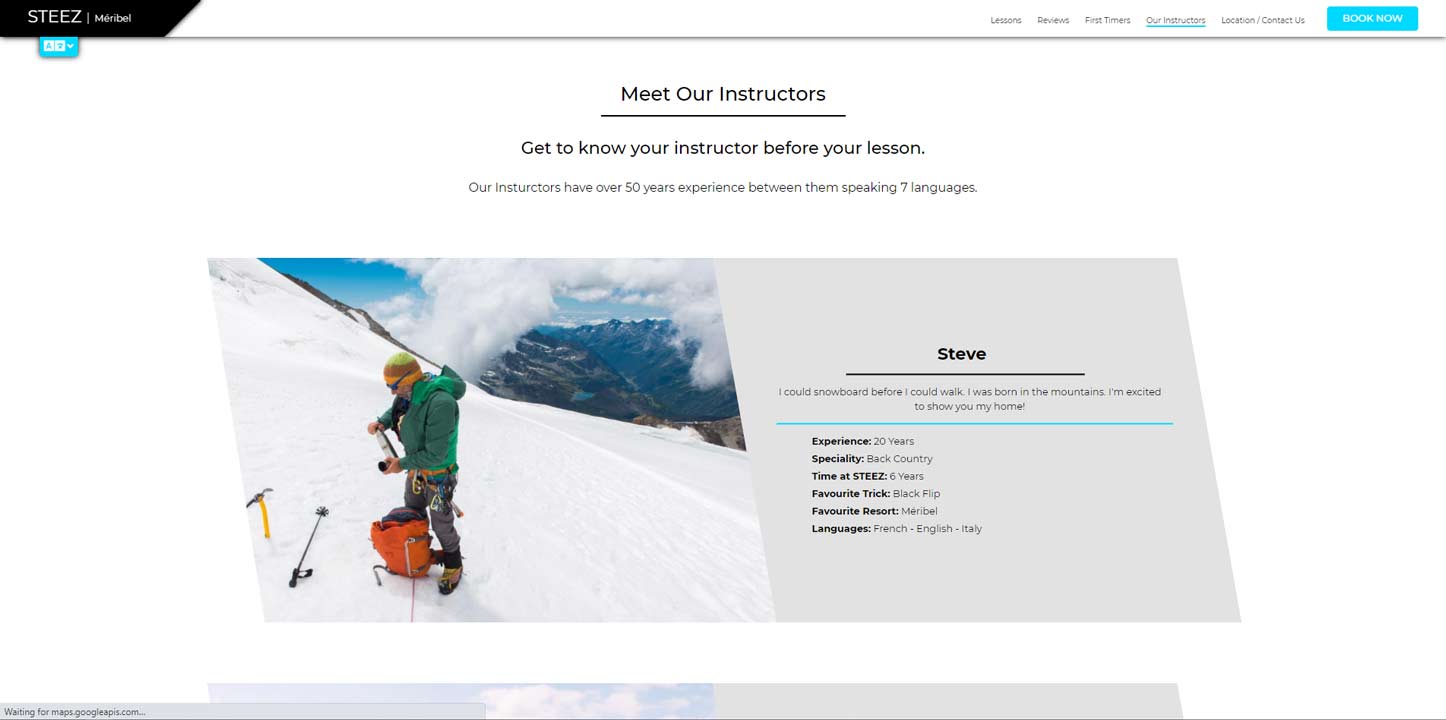 STEEZ | Méribel
Lessons Reviews First Timers Our Instructors Location / Contact Us BOOK NOW
A
Meet Our Instructors
Get to know your instructor before your lesson.
Our Insturctors have over 50 years experience between them speaking 7 languages.
Steve
I could snowboard before I could walk. I was born in the mountains. I'm excited
to show you my home!
Experience: 20 Years
Speciality: Back Country
Time at STEEZ: 6 Years
Favourite Trick: Black Flip
Favourite Resort: Méribel
Languages: French - English - Italy
Waiting for maps.googleapis.com...